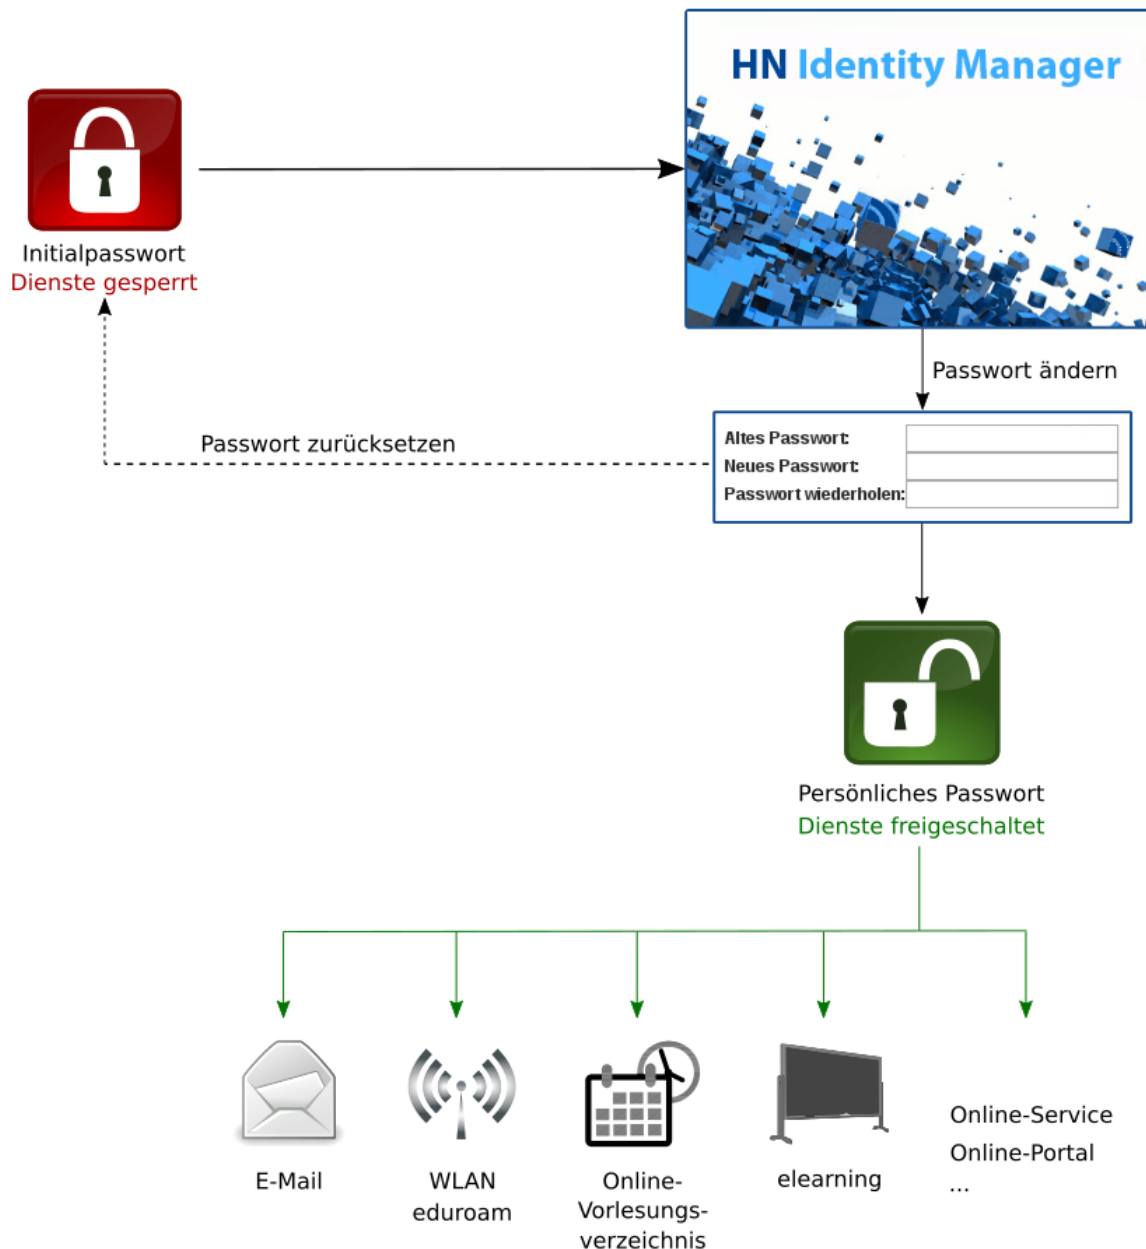 HN Identity Manager
Initialpasswort
Dienste gesperrt
Passwort ändern
Passwort zurücksetzen
Altes Passwort:
Neues Passwort:
Passwort wiederholen:
Persönliches Passwort
Dienste freigeschaltet
E-Mail
WLAN
eduroam
Online-
Vorlesungs-
verzeichnis
elearning
Online-Service
Online-Portal
...